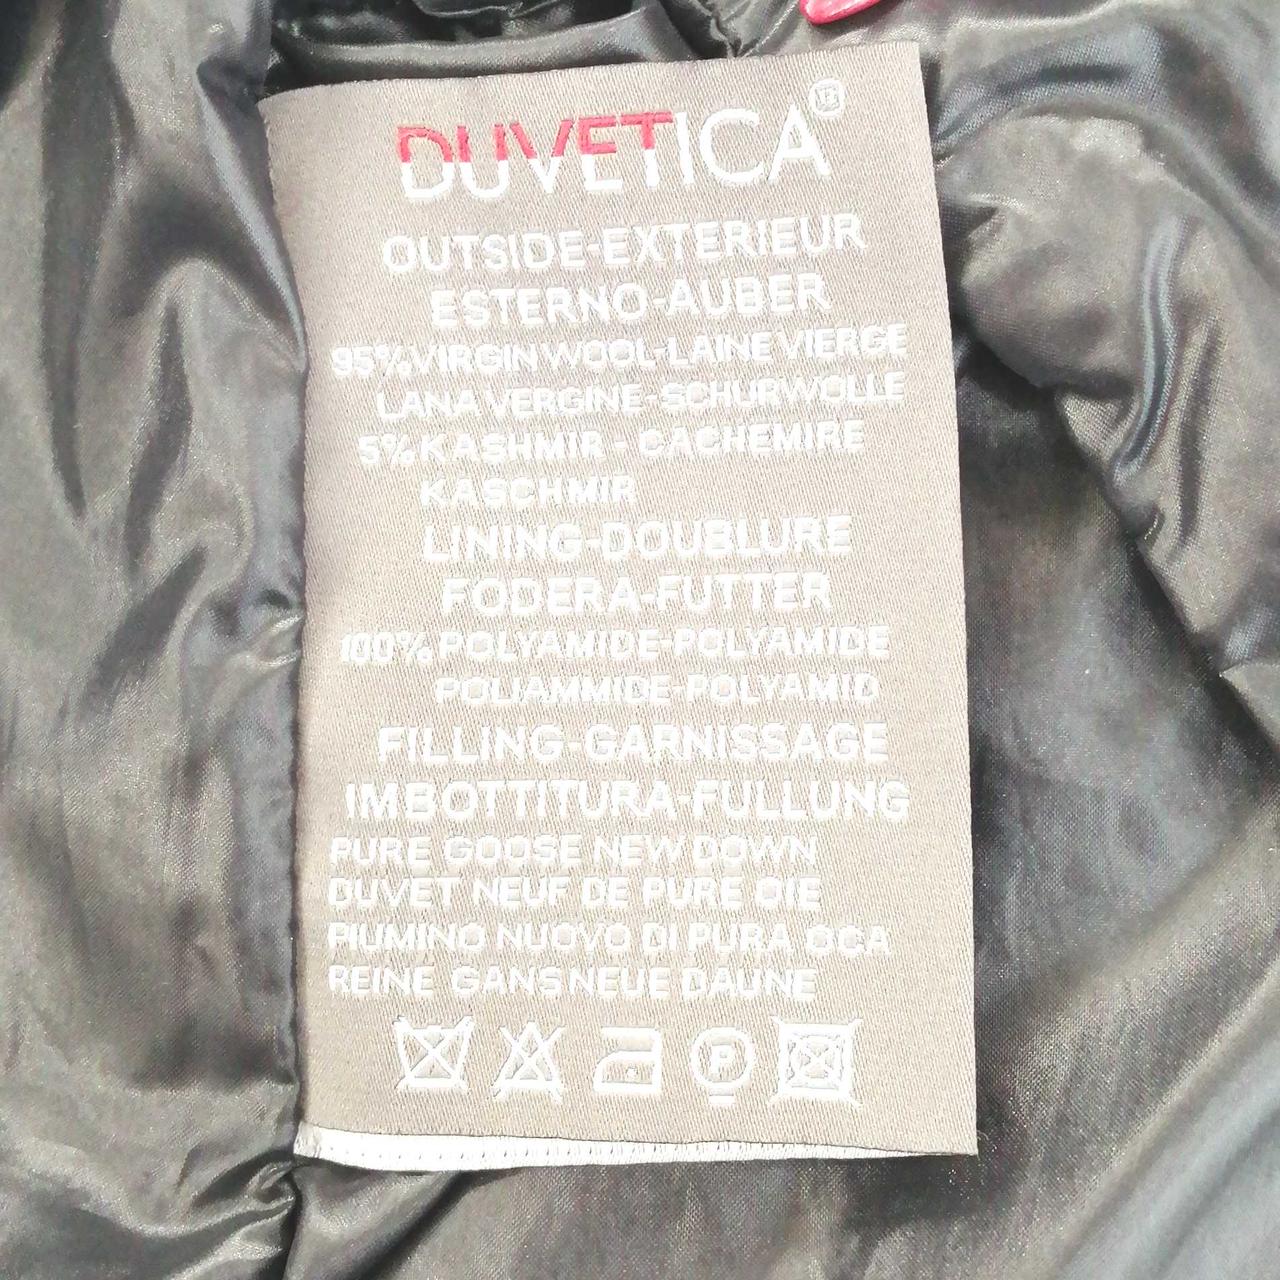 DUVETICA®
OUTSIDE-EXTERIEUR
ESTERNO-AUBER
95% VIRGIN WOOL-LAINE VIERGE
LANA VERGINE-SCHURWOLLE
5% KASHMIR - CACHEMIRE
KASCHMIR
LINING-DOUBLURE
FODERA-FUTTER
100% POLYAMIDE-POLYAMIDE
POLIAMMIDE-POLYAMID
FILLING-GARNISSAGE
IMBOTTITURA-FULLUNG
PURE GOOSE NEW DOWN
DUVET NEUF DE PURE OIE
PIUMINO NUOVO DI PURA OCA
REINE GANS NEUE DAUNE
P